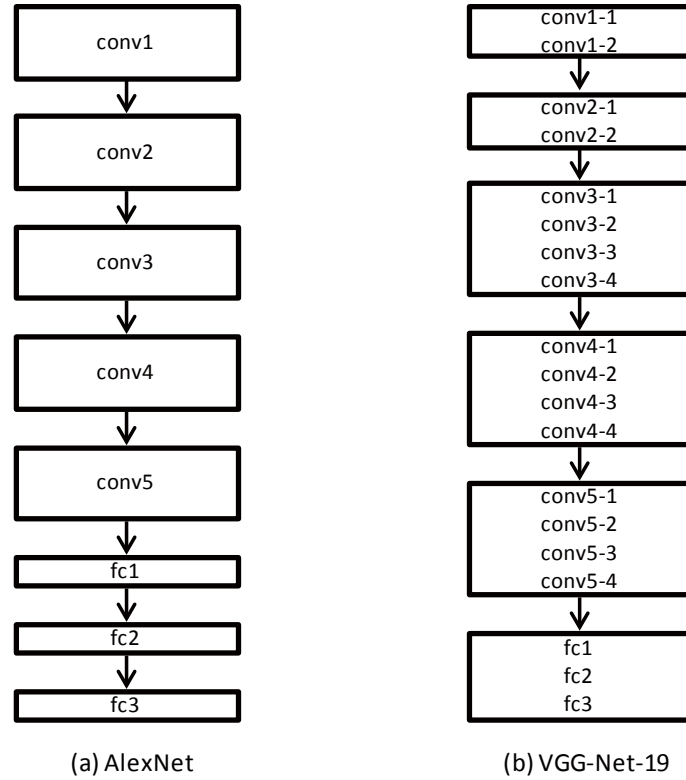 conv1
conv2
conv3
conv4
conv5
fc1
fc2
fc3
(a) AlexNet
conv1-1
conv1-2
conv2-1
conv2-2
conv3-1
conv3-2
conv3-3
conv3-4
conv4-1
conv4-2
conv4-3
conv4-4
conv5-1
conv5-2
conv5-3
conv5-4
fc1
fc2
fc3
(b) VGG-Net-19